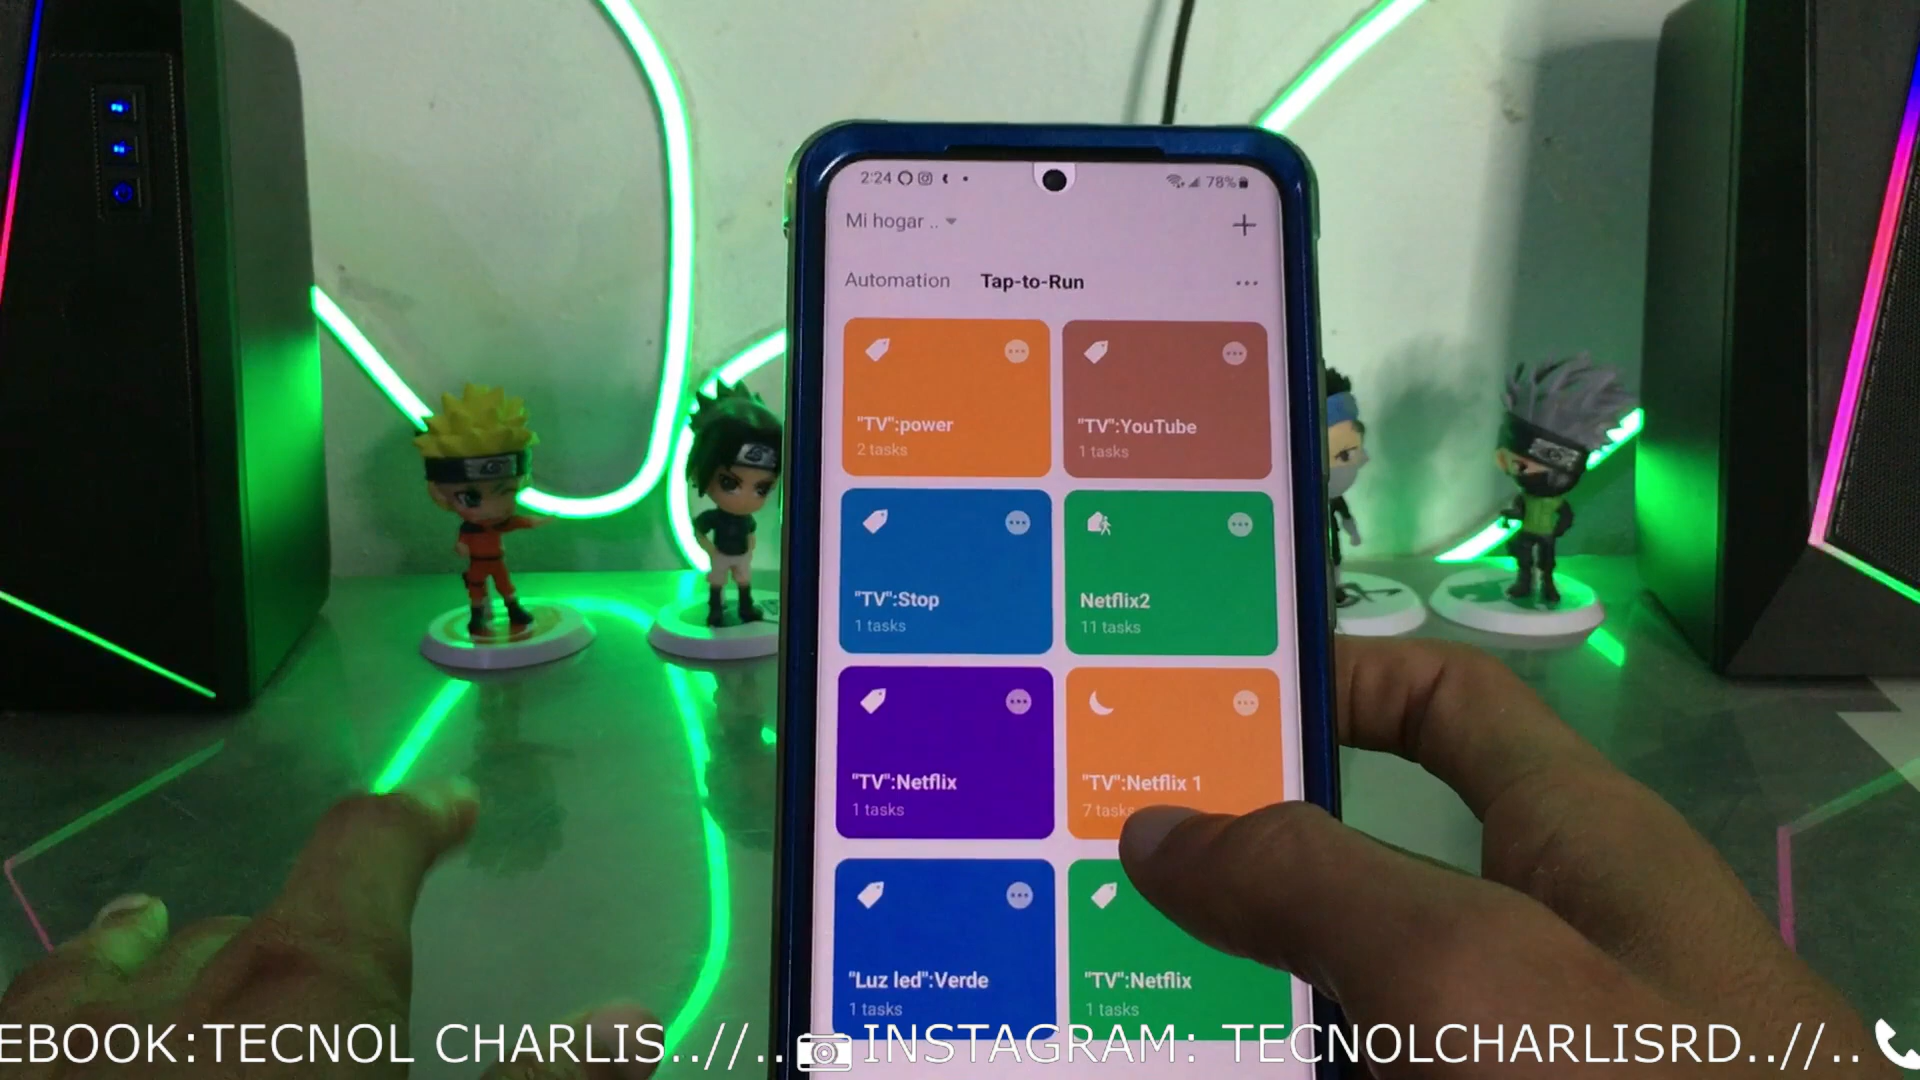 2:24
78%
Mi hogar ..
Automation
Tap-to-Run
"TV":power
2 tasks
"TV":YouTube
1 tasks
"TV":Stop
1 tasks
Netflix2
11 tasks
"TV":Netflix
1 tasks
"TV":Netflix 1
7 tasks
"Luz led":Verde
1 tasks
"TV":Netflix
1 tasks
EBOOK:TECNOL CHARLIS..//..INSTAGRAM: TECNOLCHARLISRD..//..